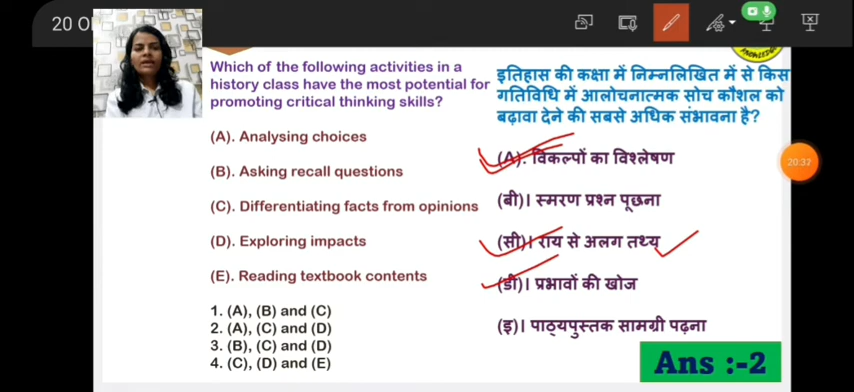 20 O
Which of the following activities in a
history class have the most potential for
promoting critical thinking skills?
(A). Analysing choices
(B). Asking recall questions
(C). Differentiating facts from opinions
(D). Exploring impacts
(E). Reading textbook contents
1. (A), (B) and (C)
2. (A), (C) and (D)
3. (B), (C) and (D)
4. (C), (D) and (E)
इतिहास की कक्षा में निम्नलिखित में से किस
गतिविधि में आलोचनात्मक सोच कौशल को
बढ़ावा देने की सबसे अधिक संभावना है?
(A). विकल्पों का विश्लेषण
(बी)। स्मरण प्रश्न पूछना
(सी)। राय से अलग तथ्य
(डी)। प्रभावों की खोज
(इ)। पाठ्यपुस्तक सामग्री पढ़ना
Ans :-2
20:37